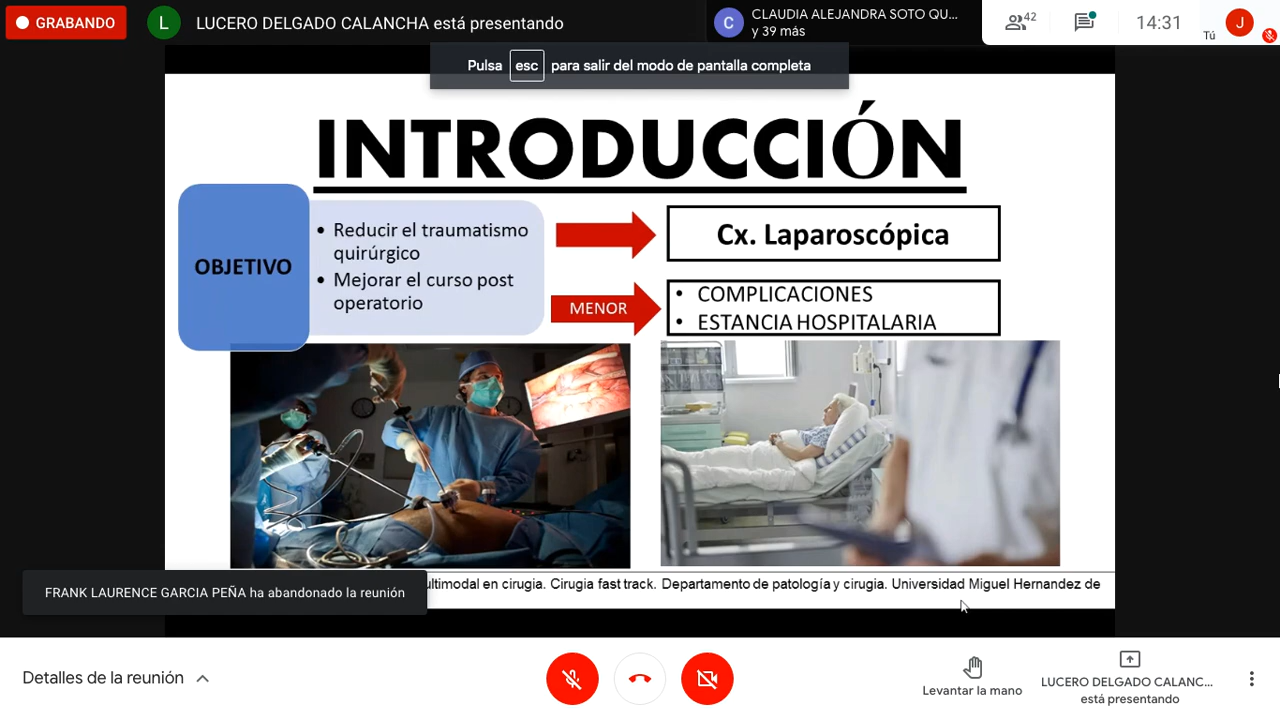 GRABANDO
L
LUCERO DELGADO CALANCHA está presentando
C
CLAUDIA ALEJANDRA SOTO QU...
y 39 más
42
14:31
Tú
J
Pulsa esc para salir del modo de pantalla completa
INTRODUCCIÓN
OBJETIVO
• Reducir el traumatismo
quirúrgico
• Mejorar el curso post
operatorio
Cx. Laparoscópica
MENOR
• COMPLICACIONES
• ESTANCIA HOSPITALARIA
ultimodal en cirugia. Cirugia fast track. Departamento de patología y cirugia. Universidad Miguel Hernandez de
FRANK LAURENCE GARCIA PEÑA ha abandonado la reunión
Detalles de la reunión
Levantar la mano
LUCERO DELGADO CALANC...
está presentando